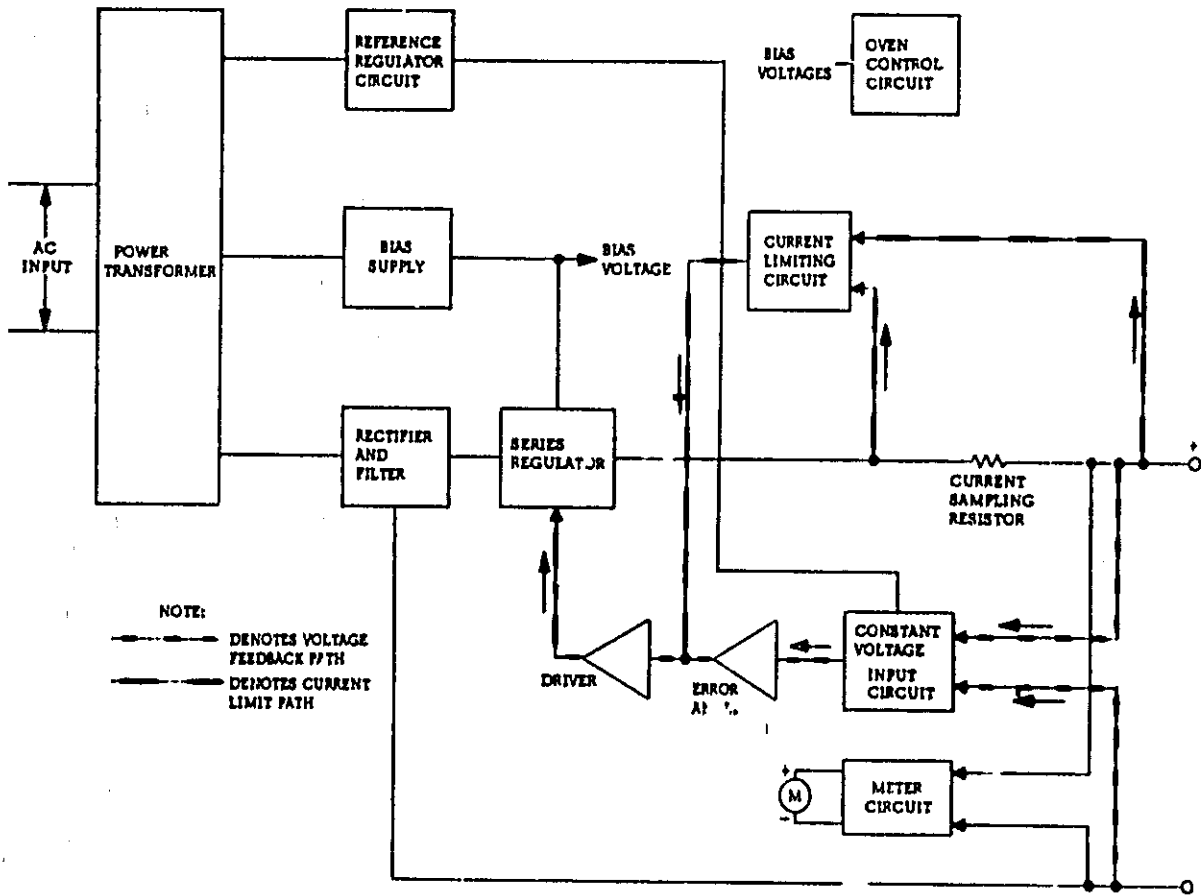 REFERENCE
REGULATOR
CIRCUIT
BIAS
VOLTAGES
OVEN
CONTROL
CIRCUIT
AC
INPUT
POWER
TRANSFORMER
BIAS
SUPPLY
BIAS
VOLTAGE
CURRENT
LIMITING
CIRCUIT
RECTIFIER
AND
FILTER
SERIES
REGULATOR
+
CURRENT
SAMPLING
RESISTOR
NOTE:
DENOTES VOLTAGE
FEEDBACK PATH
DENOTES CURRENT
LIMIT PATH
DRIVER
ERROR
CONSTANT
VOLTAGE
INPUT
CIRCUIT
+
M
-
METER
CIRCUIT